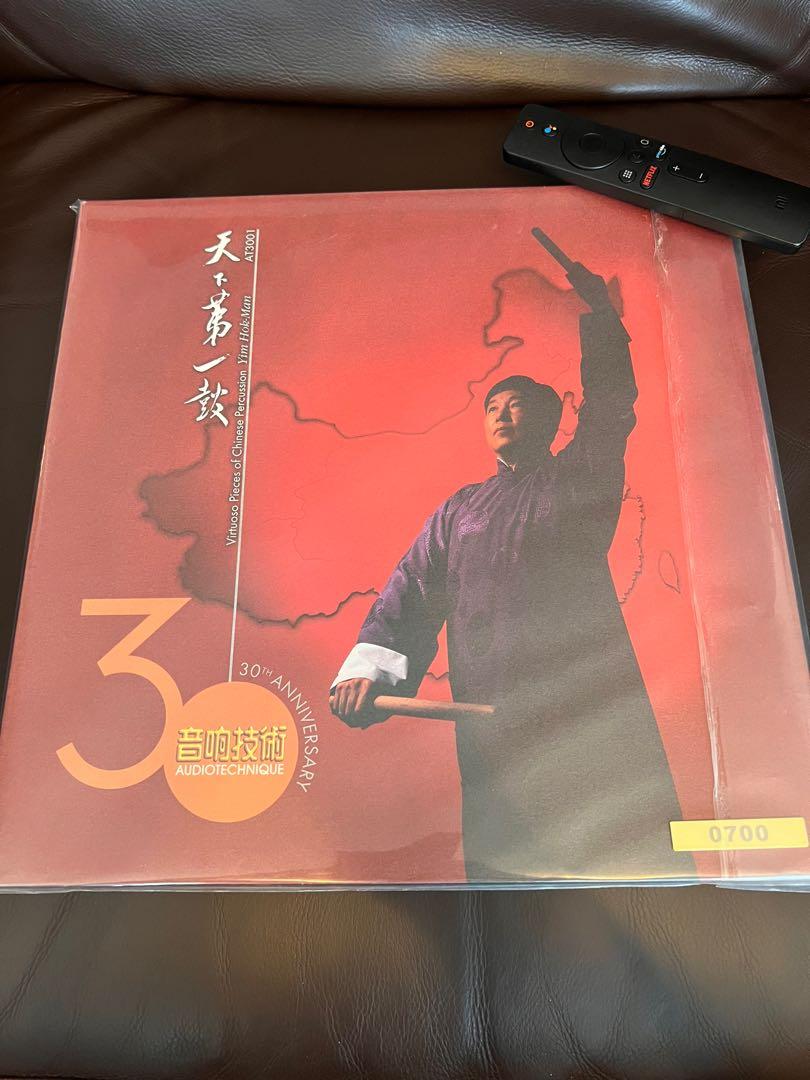 天下第一鼓
AT3001
Virtuoso Pieces of Chinese Percussion Yim Hok-Man
30
30TH ANNIVERSARY
音响技術
AUDIOTECHNIQUE
0700
NETFLIX
+
-
mi